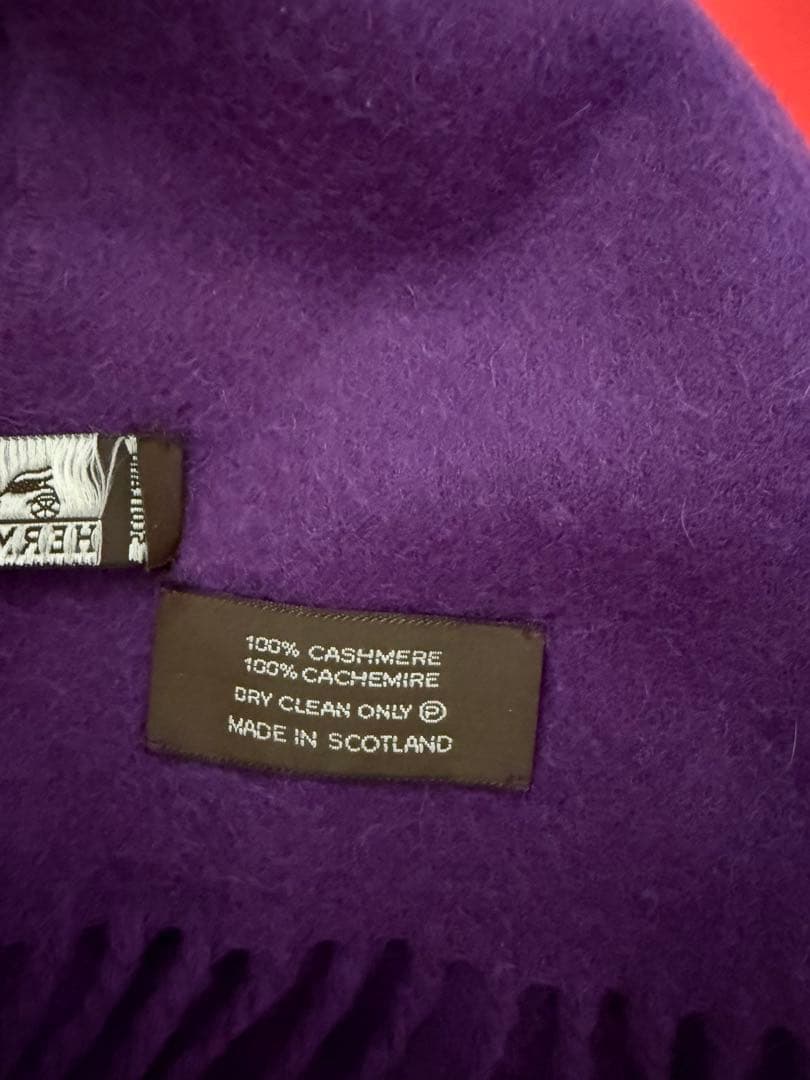 100% CASHMERE
100% CACHEMIRE
DRY CLEAN ONLY Ⓟ
MADE IN SCOTLAND